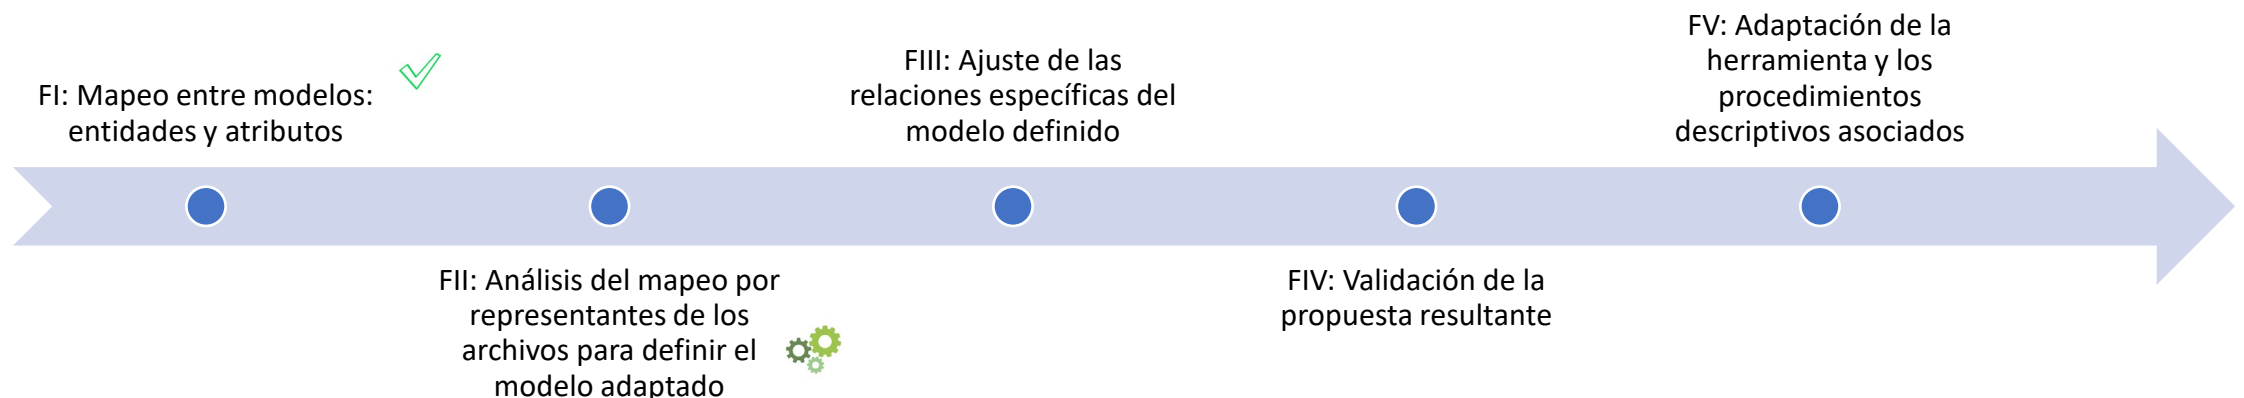 FI: Mapeo entre modelos:
entidades y atributos
FII: Análisis del mapeo por
representantes de los
archivos para definir el
modelo adaptado
FIII: Ajuste de las
relaciones específicas del
modelo definido
FIV: Validación de la
propuesta resultante
FV: Adaptación de la
herramienta y los
procedimientos
descriptivos asociados